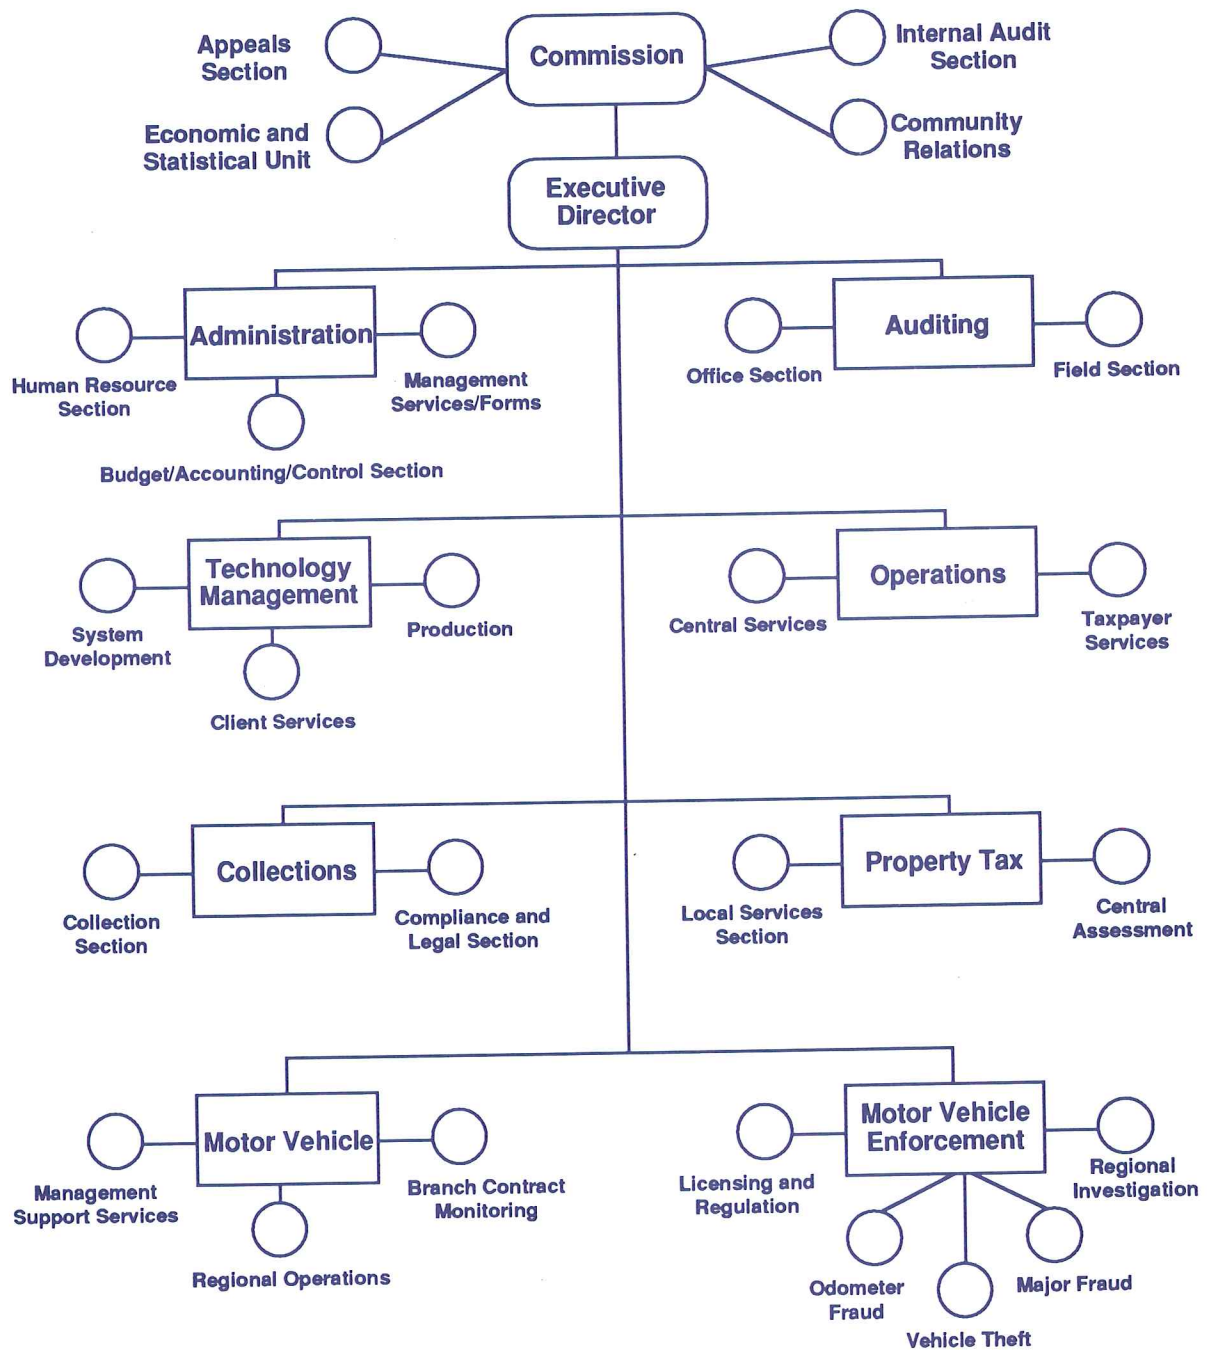 Appeals
Section
Commission
Internal Audit
Section
Economic and
Statistical Unit
Community
Relations
Executive
Director
Administration
Human Resource
Section
Management
Services/Forms
Budget/Accounting/Control Section
Auditing
Office Section
Field Section
Technology
Management
System
Development
Production
Client Services
Operations
Central Services
Taxpayer
Services
Collections
Collection
Section
Compliance and
Legal Section
Property Tax
Local Services
Section
Central
Assessment
Motor Vehicle
Management
Support Services
Branch Contract
Monitoring
Regional Operations
Motor Vehicle
Enforcement
Licensing and
Regulation
Regional
Investigation
Odometer
Fraud
Major Fraud
Vehicle Theft